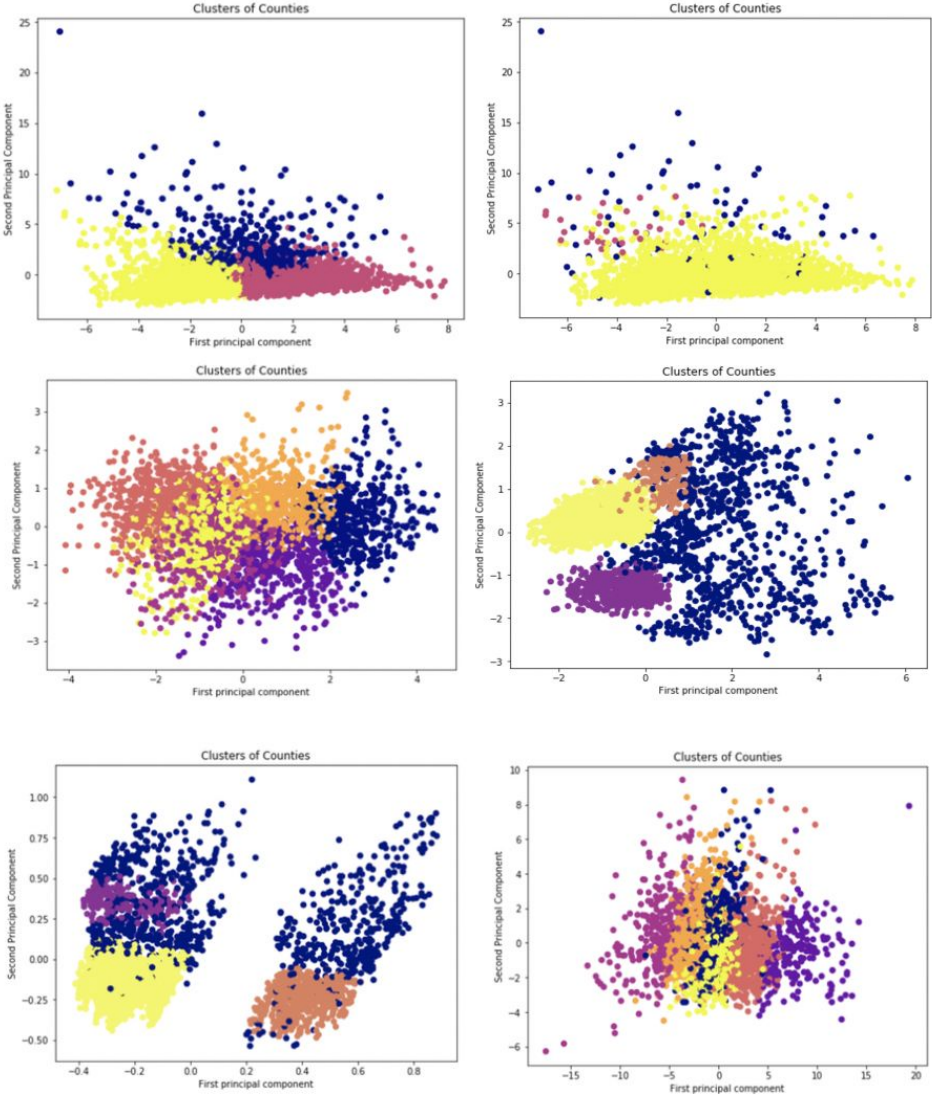 Clusters of Counties
25
20
15
10
5
0
Second Principal Component
−6 −4 −2 0 2 4 6 8
First principal component
Clusters of Counties
25
20
15
10
5
0
Second Principal Component
−6 −4 −2 0 2 4 6 8
First principal component
Clusters of Counties
3
2
1
0
−1
−2
−3
Second Principal Component
−4 −2 0 2 4
First principal component
Clusters of Counties
3
2
1
0
−1
−2
−3
Second Principal Component
−2 0 2 4 6
First principal component
Clusters of Counties
1.00
0.75
0.50
0.25
0.00
−0.25
−0.50
Second Principal Component
−0.4 −0.2 0.0 0.2 0.4 0.6 0.8
First principal component
Clusters of Counties
10
8
6
4
2
0
−2
−4
−6
Second Principal Component
−15 −10 −5 0 5 10 15 20
First principal component